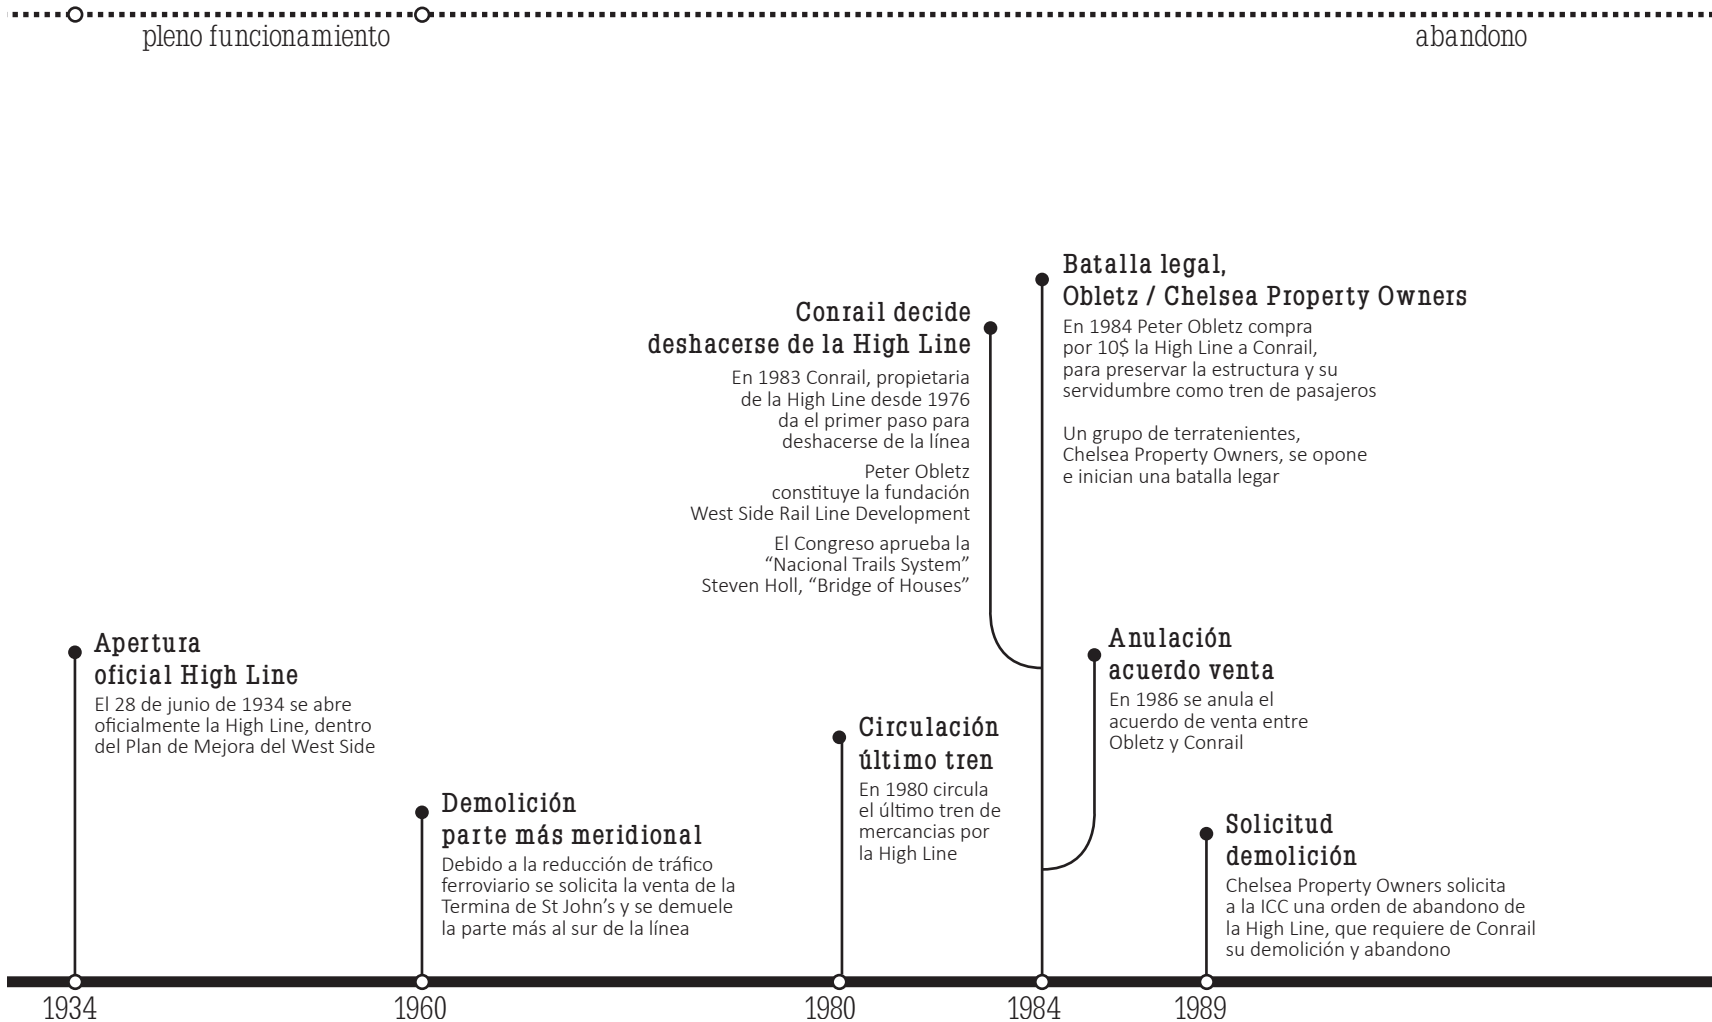 pleno funcionamiento
abandono
Batalla legal,
Obletz / Chelsea Property Owners
En 1984 Peter Obletz compra
por 10$ la High Line a Conrail,
para preservar la estructura y su
servidumbre como tren de pasajeros
Un grupo de terratenientes,
Chelsea Property Owners, se opone
e inician una batalla legar
Conrail decide
deshacerse de la High Line
En 1983 Conrail, propietaria
de la High Line desde 1976
da el primer paso para
deshacerse de la línea
Peter Obletz
constituye la fundación
West Side Rail Line Development
El Congreso aprueba la
“Nacional Trails System”
Steven Holl, “Bridge of Houses”
Apertura
oficial High Line
El 28 de junio de 1934 se abre
oficialmente la High Line, dentro
del Plan de Mejora del West Side
Anulación
acuerdo venta
En 1986 se anula el
acuerdo de venta entre
Obletz y Conrail
Circulación
último tren
En 1980 circula
el último tren de
mercancias por
la High Line
Demolición
parte más meridional
Debido a la reducción de tráfico
ferroviario se solicita la venta de la
Termina de St John’s y se demuele
la parte más al sur de la línea
Solicitud
demolición
Chelsea Property Owners solicita
a la ICC una orden de abandono de
la High Line, que requiere de Conrail
su demolición y abandono
1934
1960
1980
1984
1989